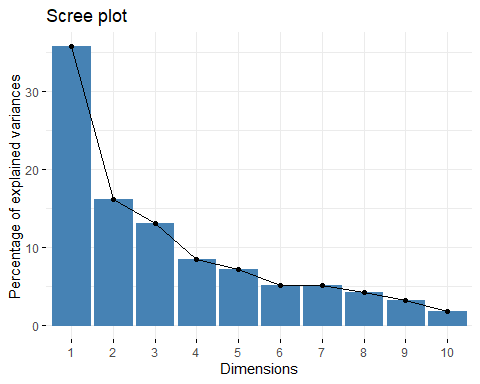 Scree plot
Percentage of explained variances
30
20
10
0
1 2 3 4 5 6 7 8 9 10
Dimensions